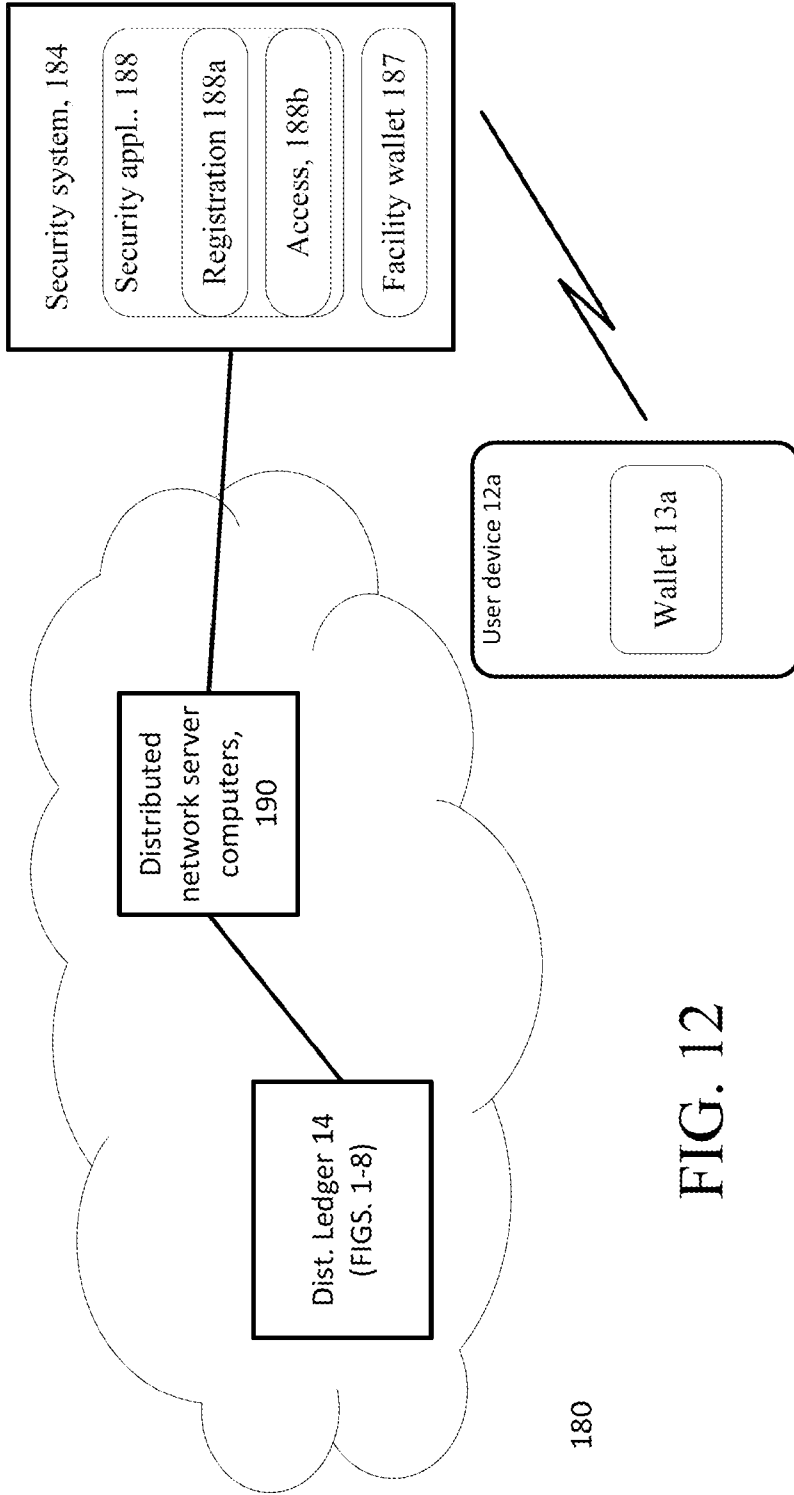 Security system, 184
Security appl.. 188
Registration 188a
Access, 188b
Facility wallet 187
Distributed
network server
computers,
190
Dist. Ledger 14
(FIGS. 1-8)
User device 12a
Wallet 13a
180
FIG. 12